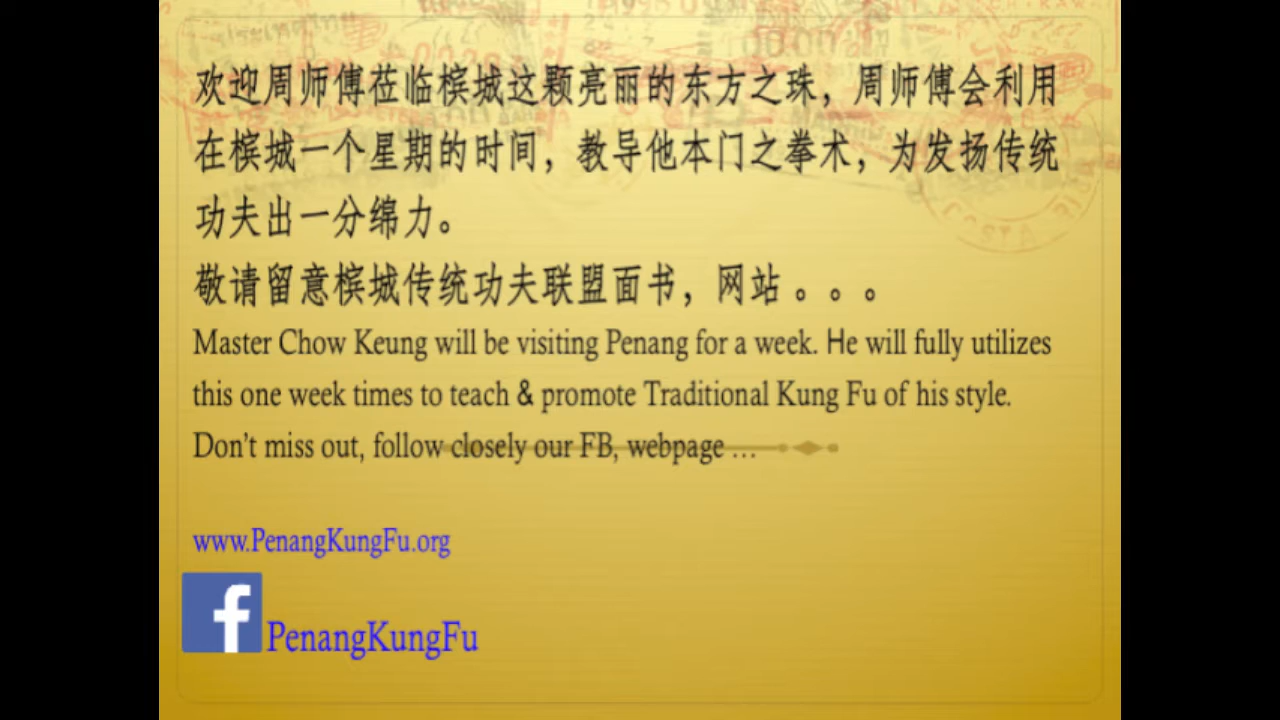 欢迎周师傅莅临槟城这颗亮丽的东方之珠，周师傅会利用
在槟城一个星期的时间，教导他本门之拳术，为发扬传统
功夫出一分绵力。
敬请留意槟城传统功夫联盟面书，网站 。。。
Master Chow Keung will be visiting Penang for a week. He will fully utilizes
this one week times to teach & promote Traditional Kung Fu of his style.
Don't miss out, follow closely our FB, webpage ...
www.PenangKungFu.org
f PenangKungFu